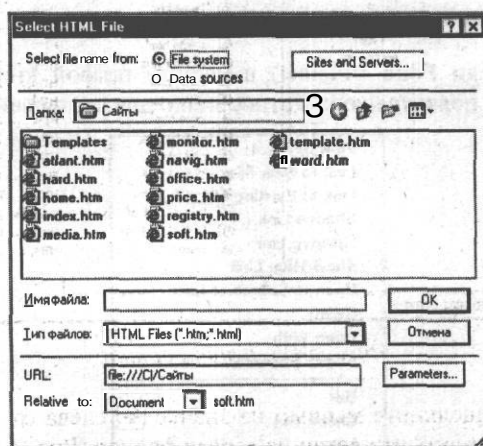 Select HTML File
Select file name from: File system Sites and Servers...
Data sources
Папка: Сайты 3
Templates monitor.htm template.htm
atlant.htm navig.htm word.htm
hard.htm office.htm
home.htm price.htm
index.htm registry.htm
media.htm soft.htm
Имя файла: OK
Тип файлов: HTML Files (*.htm;*.html) Отмена
URL: file:///C|/Сайты Parameters...
Relative to: Document soft.htm